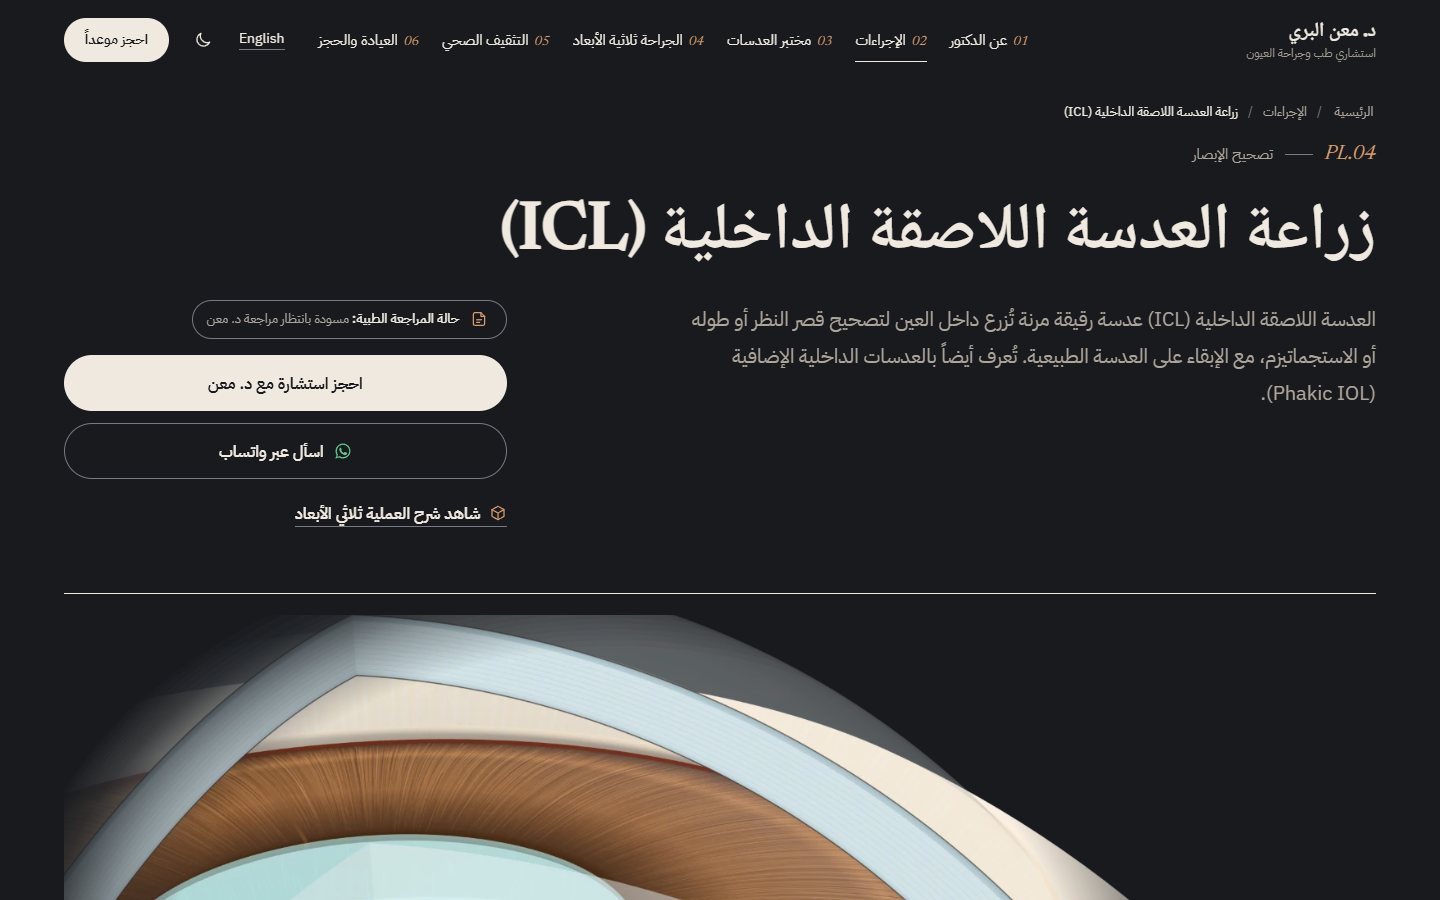 د. معن البري
استشاري طب وجراحة العيون
01 عن الدكتور
02 الإجراءات
03 مختبر العدسات
04 الجراحة ثلاثية الأبعاد
05 التثقيف الصحي
06 العيادة والحجز
English
احجز موعداً
الرئيسية / الإجراءات / زراعة العدسة اللاصقة الداخلية (ICL)
PL.04 — تصحيح الإبصار
زراعة العدسة اللاصقة الداخلية (ICL)
العدسة اللاصقة الداخلية (ICL) عدسة رقيقة مرنة تُزرع داخل العين لتصحيح قصر النظر أو طوله
أو الاستجماتيزم، مع الإبقاء على العدسة الطبيعية. تُعرف أيضاً بالعدسات الداخلية الإضافية
(Phakic IOL).
حالة المراجعة الطبية: مسودة بانتظار مراجعة د. معن
احجز استشارة مع د. معن
اسأل عبر واتساب
شاهد شرح العملية ثلاثي الأبعاد